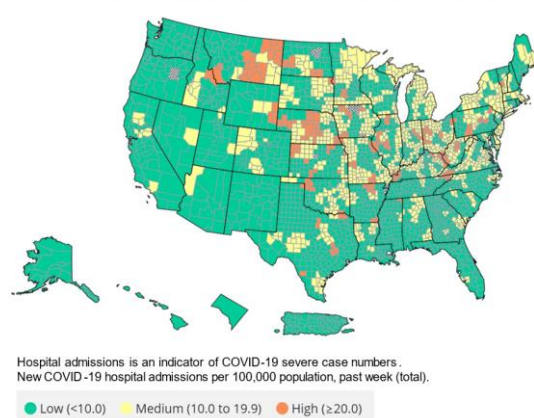 Hospital admissions is an indicator of COVID-19 severe case numbers.
New COVID-19 hospital admissions per 100,000 population, past week (total).
Low (<10.0) Medium (10.0 to 19.9) High (≥20.0)